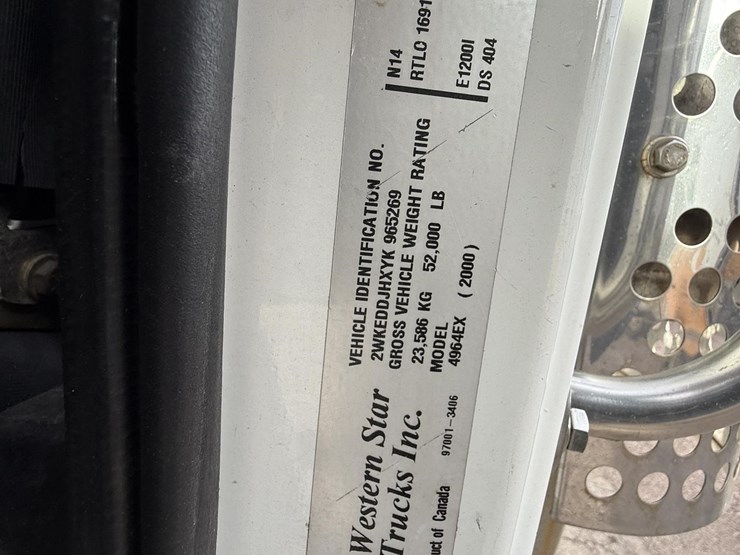 Western Star
Trucks Inc.
uct of Canada
97001-3406
VEHICLE IDENTIFICATION NO.
2WKEDDJHXYK 965269
GROSS VEHICLE WEIGHT RATING
23,586 KG 52,000 LB
MODEL
4964EX ( 2000 )
N14
RTLO 1691
E1200I
DS 404